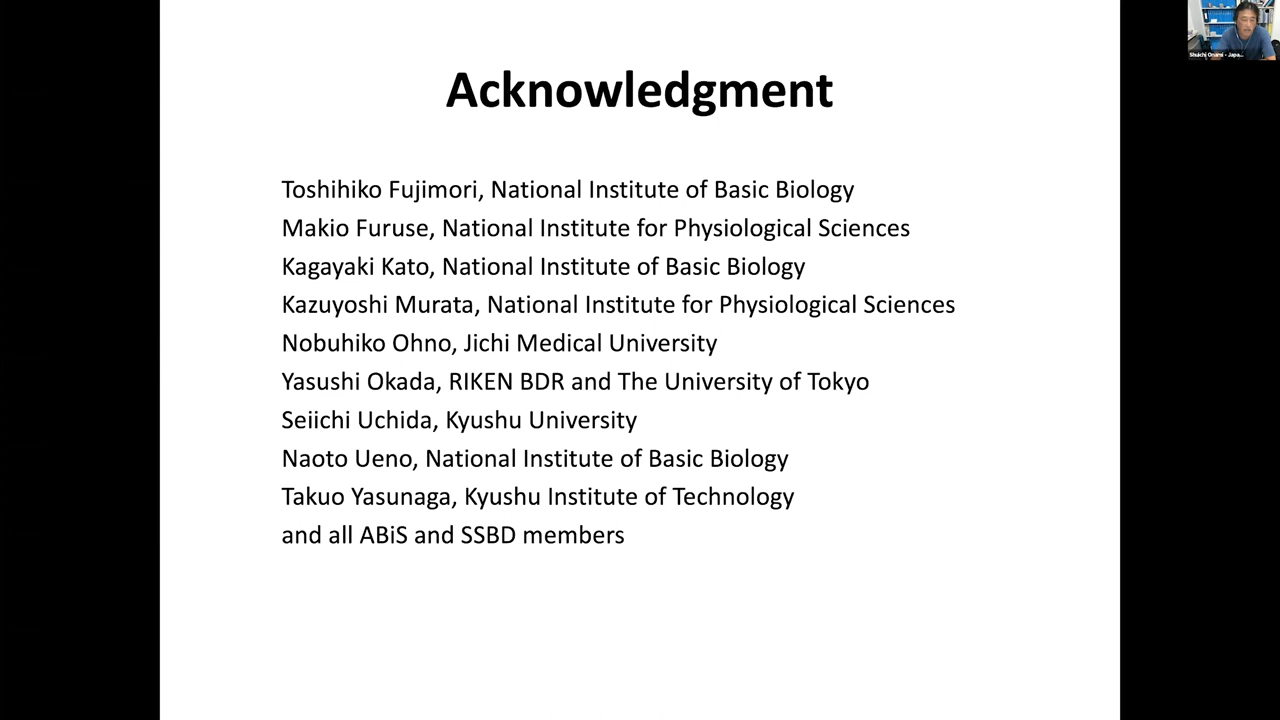 Acknowledgment
Toshihiko Fujimori, National Institute of Basic Biology
Makio Furuse, National Institute for Physiological Sciences
Kagayaki Kato, National Institute of Basic Biology
Kazuyoshi Murata, National Institute for Physiological Sciences
Nobuhiko Ohno, Jichi Medical University
Yasushi Okada, RIKEN BDR and The University of Tokyo
Seiichi Uchida, Kyushu University
Naoto Ueno, National Institute of Basic Biology
Takuo Yasunaga, Kyushu Institute of Technology
and all ABiS and SSBD members
Shuichi Onami - Japa...